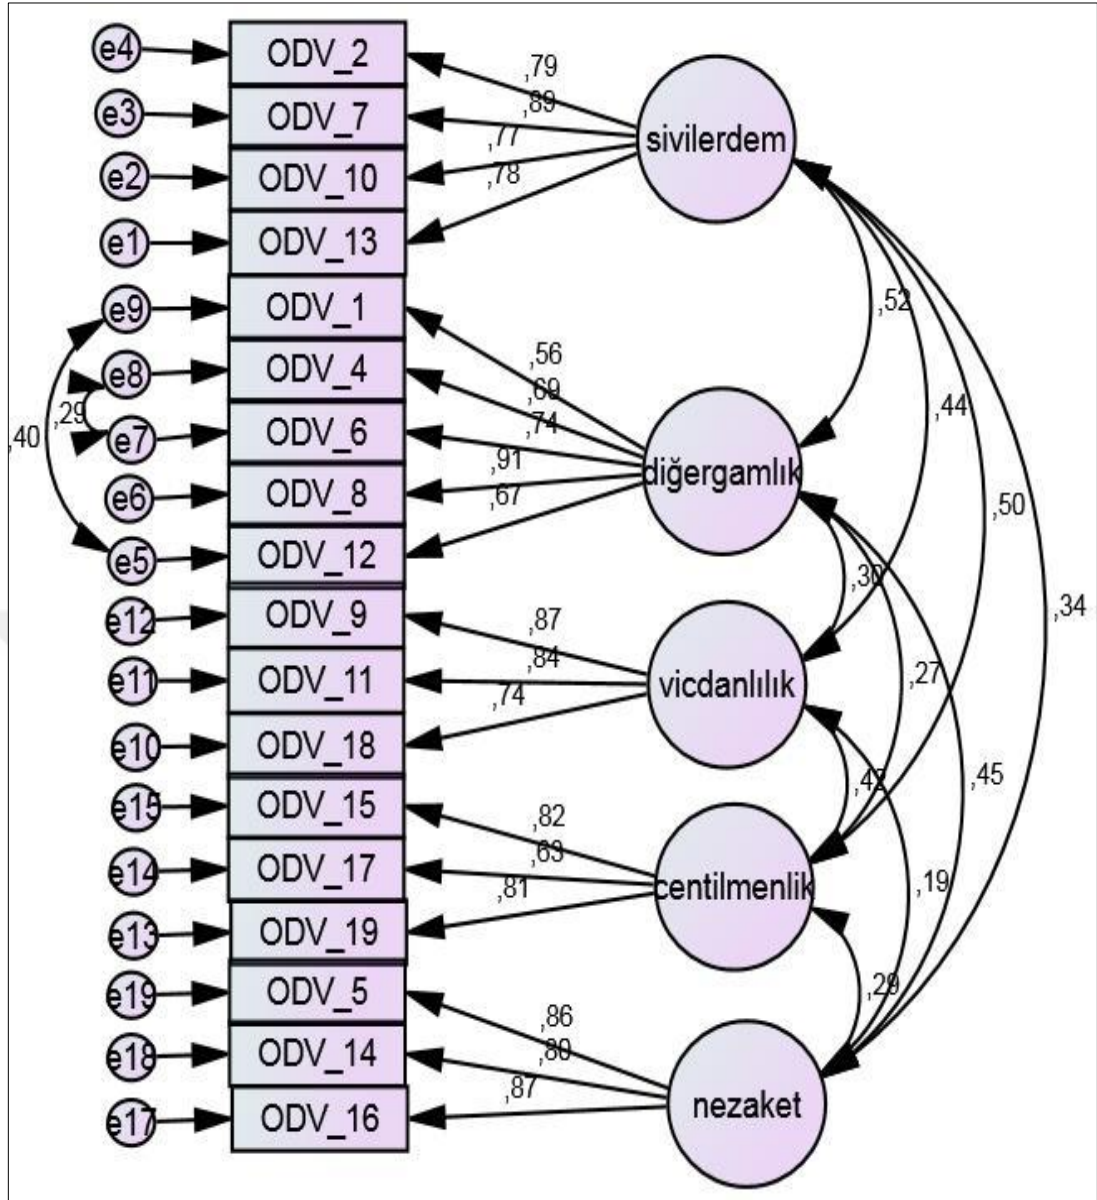 e4 ODV_2 ,79
e3 ODV_7 ,89 sivilerdem
e2 ODV_10 ,77
e1 ODV_13 ,78
e9 ODV_1 ,52
e8 ODV_4 ,56
,40 ,29 e7 ODV_6 ,69 ,44
e6 ODV_8 ,74 diğergamlık
e5 ODV_12 ,91 ,50
,67
e12 ODV_9 ,87 ,30 ,34
e11 ODV_11 ,84 vicdanlılık ,27
e10 ODV_18 ,74
e15 ODV_15 ,82 ,42 ,45
e14 ODV_17 ,63 centilmenlik ,19
e13 ODV_19 ,81
e19 ODV_5 ,86 ,29
e18 ODV_14 ,80
e17 ODV_16 ,87 nezaket